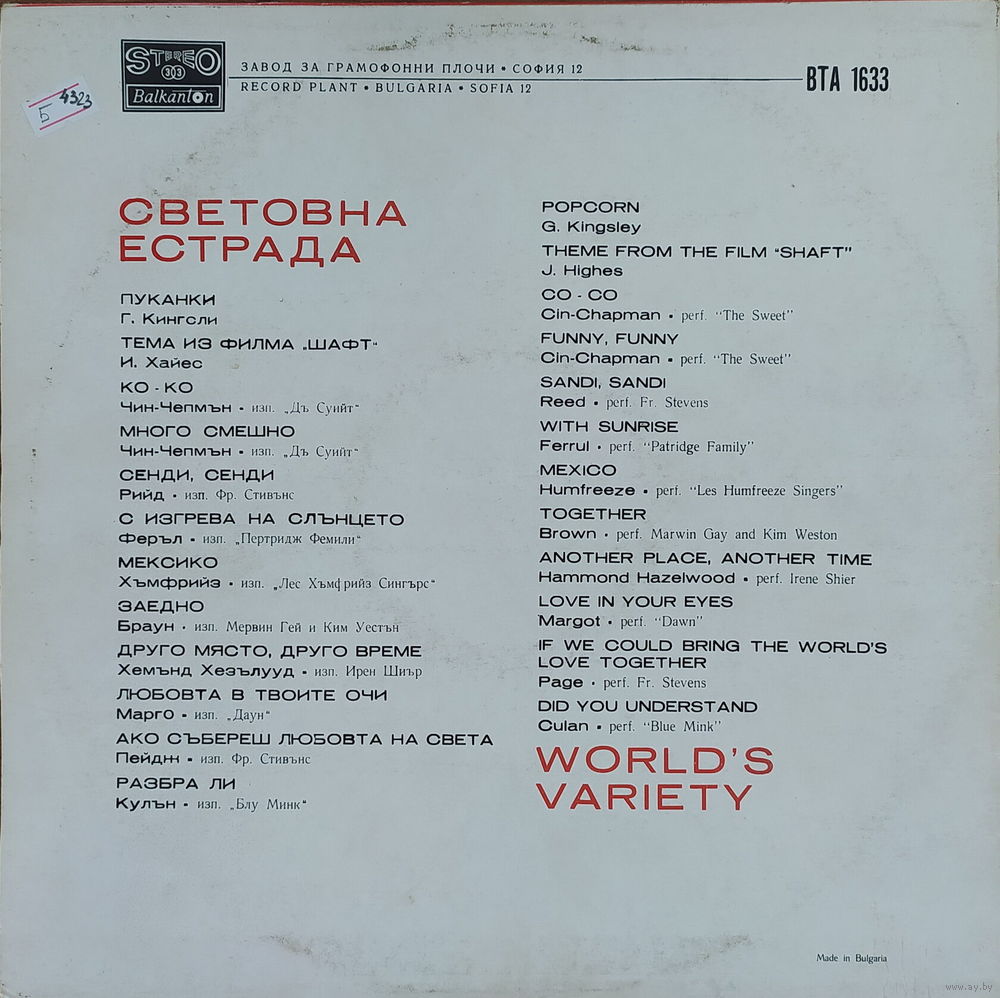 STEREO
303
Balkanton
ЗАВОД ЗА ГРАМОФОННИ ПЛОЧИ • СОФИЯ 12
RECORD PLANT • BULGARIA • SOFIA 12
ВТА 1633
Б 4323
СВЕТОВНА
ЕСТРАДА
ПУКАНКИ
Г. Кингсли
ТЕМА ИЗ ФИЛМА „ШАФТ“
И. Хайес
КО - КО
Чин-Чепмън • изп. „Дъ Суийт“
МНОГО СМЕШНО
Чин-Чепмън • изп. „Дъ Суийт“
СЕНДИ, СЕНДИ
Рийд • изп. Фр. Стивънс
С ИЗГРЕВА НА СЛЪНЦЕТО
Феръл • изп. „Пертридж Фемили“
МЕКСИКО
Хъмфрийз • изп. „Лес Хъмфрийз Сингърс“
ЗАЕДНО
Браун • изп. Мервин Гей и Ким Уестън
ДРУГО МЯСТО, ДРУГО ВРЕМЕ
Хемънд Хезълууд • изп. Ирен Шиър
ЛЮБОВТА В ТВОИТЕ ОЧИ
Марго • изп. „Даун“
АКО СЪБЕРЕШ ЛЮБОВТА НА СВЕТА
Пейдж • изп. Фр. Стивънс
РАЗБРА ЛИ
Кулън • изп. „Блу Минк“
POPCORN
G. Kingsley
THEME FROM THE FILM “SHAFT”
J. Highes
CO - CO
Cin-Chapman • perf. “The Sweet”
FUNNY, FUNNY
Cin-Chapman • perf. “The Sweet”
SANDI, SANDI
Reed • perf. Fr. Stevens
WITH SUNRISE
Ferrul • perf. “Patridge Family”
MEXICO
Humfreeze • perf. “Les Humfreeze Singers”
TOGETHER
Brown • perf. Marwin Gay and Kim Weston
ANOTHER PLACE, ANOTHER TIME
Hammond Hazelwood • perf. Irene Shier
LOVE IN YOUR EYES
Margot • perf. “Dawn”
IF WE COULD BRING THE WORLD’S
LOVE TOGETHER
Page • perf. Fr. Stevens
DID YOU UNDERSTAND
Culan • perf. “Blue Mink”
WORLD’S
VARIETY
Made in Bulgaria
www.ay.by